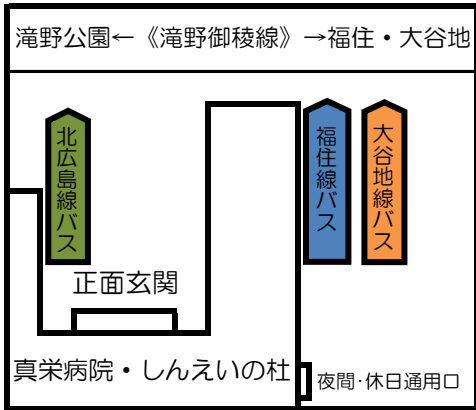 滝野公園←《滝野御稜線》→福住・大谷地
北広島線バス
福住線バス
大谷地線バス
正面玄関
真栄病院・しんえいの杜
夜間・休日通用口